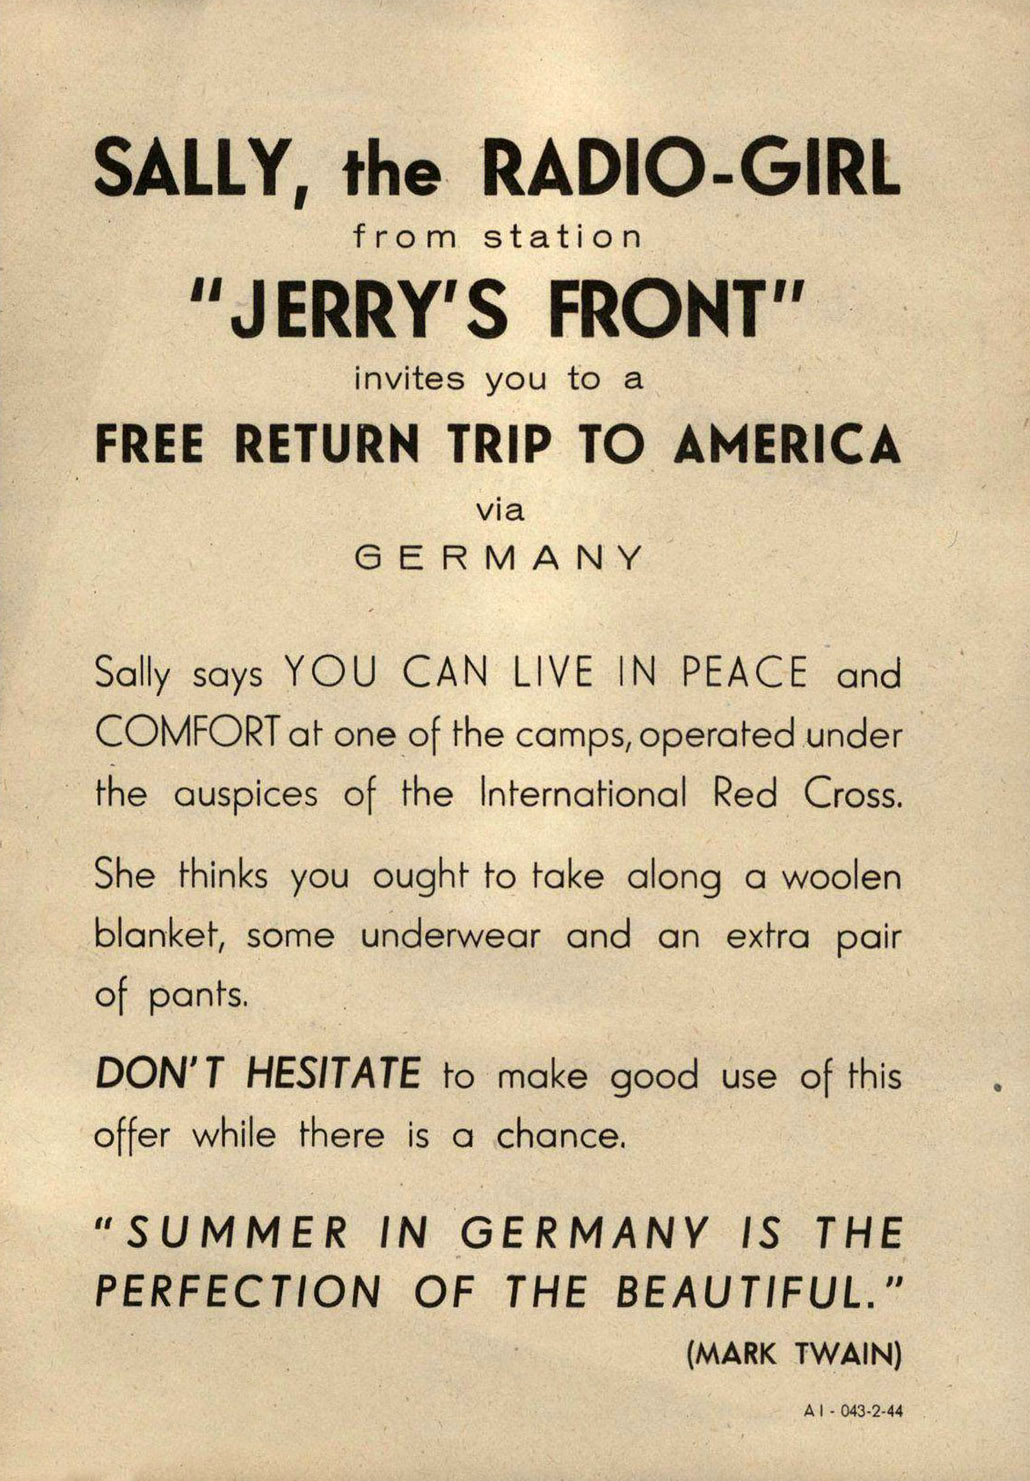 SALLY, the RADIO-GIRL
from station
"JERRY'S FRONT"
invites you to a
FREE RETURN TRIP TO AMERICA
via
GERMANY
Sally says YOU CAN LIVE IN PEACE and
COMFORT at one of the camps, operated under
the auspices of the International Red Cross.
She thinks you ought to take along a woolen
blanket, some underwear and an extra pair
of pants.
DON'T HESITATE to make good use of this
offer while there is a chance.
"SUMMER IN GERMANY IS THE
PERFECTION OF THE BEAUTIFUL."
(MARK TWAIN)
A I - 043-2-44